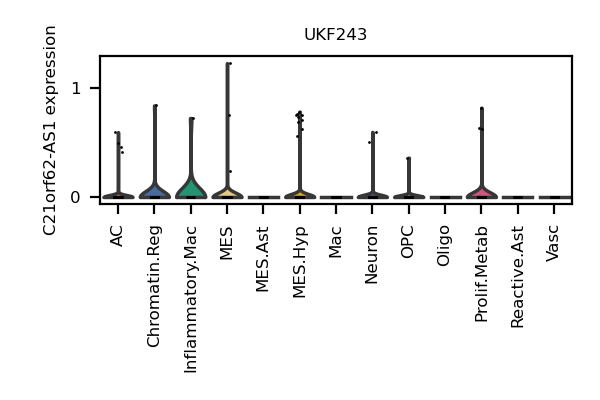 UKF243
C21orf62-AS1 expression
1
0
AC
Chromatin.Reg
Inflammatory.Mac
MES
MES.Ast
MES.Hyp
Mac
Neuron
OPC
Oligo
Prolif.Metab
Reactive.Ast
Vasc